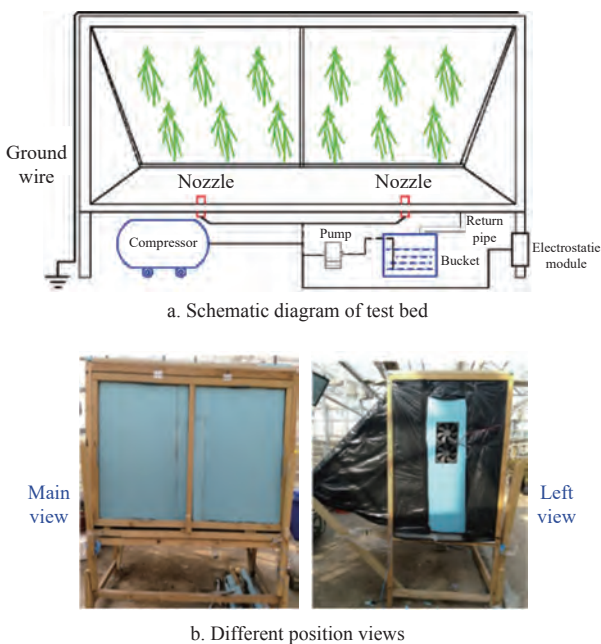 Ground
wire
Nozzle
Nozzle
Compressor
Pump
Bucket
Return
pipe
Electrostatic
module
a. Schematic diagram of test bed
Main
view
Left
view
b. Different position views